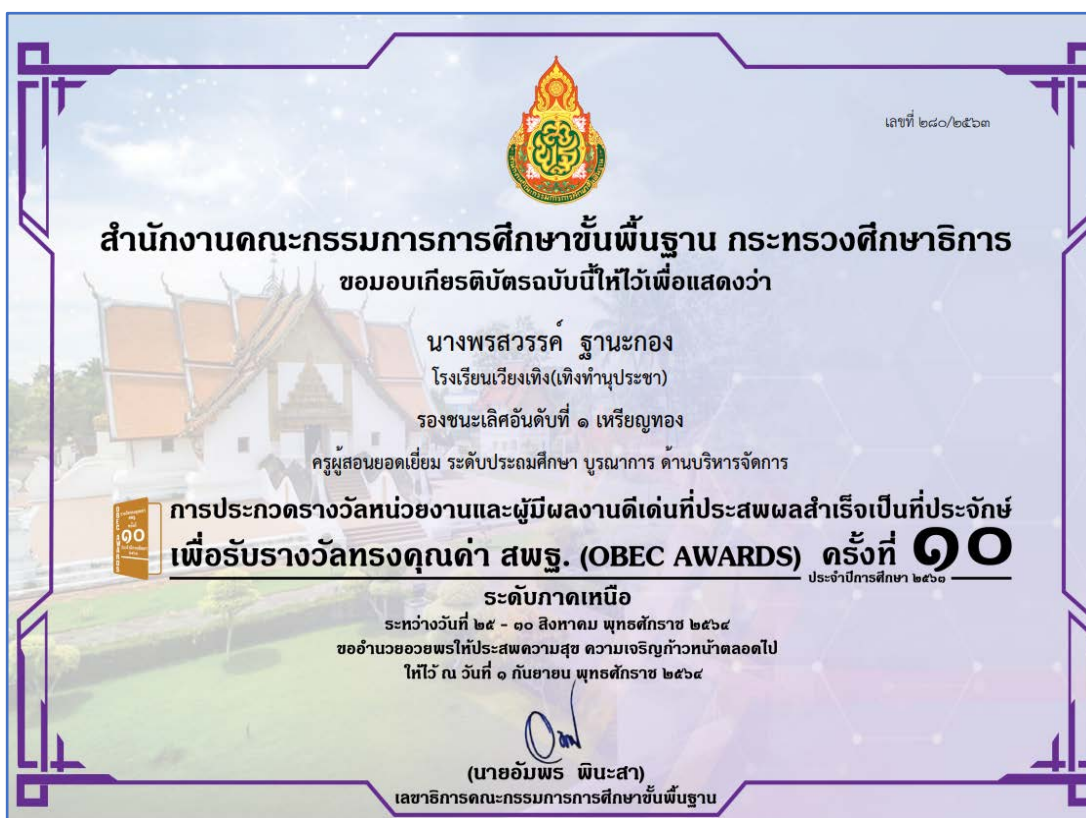 เลขที่ ๒๘๐/๒๕๖๓
สำนักงานคณะกรรมการการศึกษาขั้นพื้นฐาน กระทรวงศึกษาธิการ
ขอมอบเกียรติบัตรฉบับนี้ให้ไว้เพื่อแสดงว่า
นางพรสวรรค์ ฐานะกอง
โรงเรียนเวียงเทิง(เทิงทำนุประชา)
รองชนะเลิศอันดับที่ ๑ เหรียญทอง
ครูผู้สอนยอดเยี่ยม ระดับประถมศึกษา บูรณาการ ด้านบริหารจัดการ
การประกวดรางวัลหน่วยงานและผู้มีผลงานดีเด่นที่ประสพผลสำเร็จเป็นที่ประจักษ์
เพื่อรับรางวัลทรงคุณค่า สพฐ. (OBEC AWARDS) ครั้งที่ ๑๐
ประจำปีการศึกษา ๒๕๖๓
ระดับภาคเหนือ
ระหว่างวันที่ ๒๕ - ๓๐ สิงหาคม พุทธศักราช ๒๕๖๔
ขออำนวยอวยพรให้ประสพความสุข ความเจริญก้าวหน้าตลอดไป
ให้ไว้ ณ วันที่ ๑ กันยายน พุทธศักราช ๒๕๖๔
(นายอัมพร พินะสา)
เลขาธิการคณะกรรมการการศึกษาขั้นพื้นฐาน